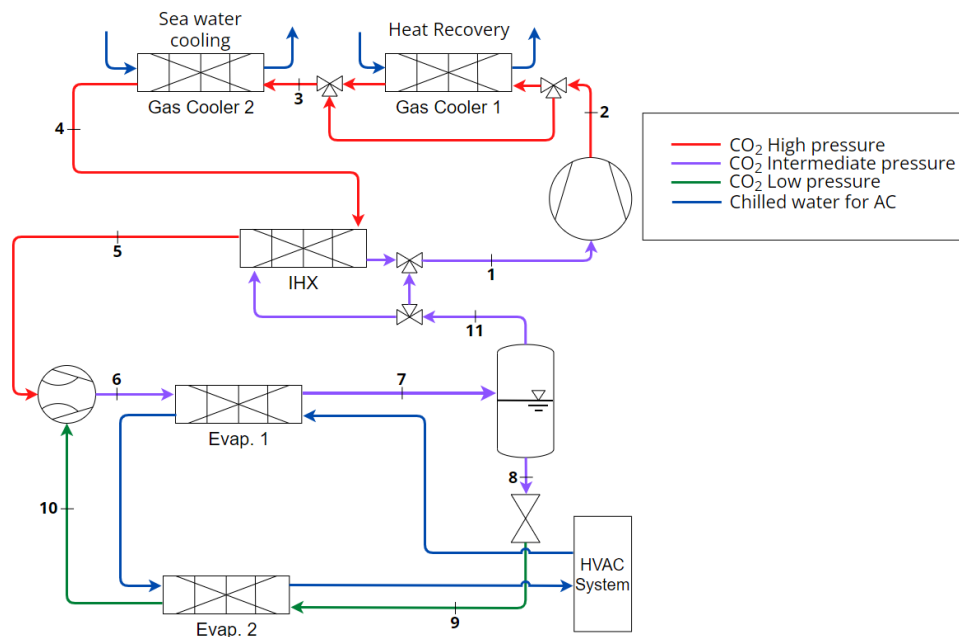 Sea water
cooling
Heat Recovery
Gas Cooler 2
3
Gas Cooler 1
2
4
CO₂ High pressure
CO₂ Intermediate pressure
CO₂ Low pressure
Chilled water for AC
5
IHX
1
11
6
7
Evap. 1
8
10
HVAC
System
9
Evap. 2